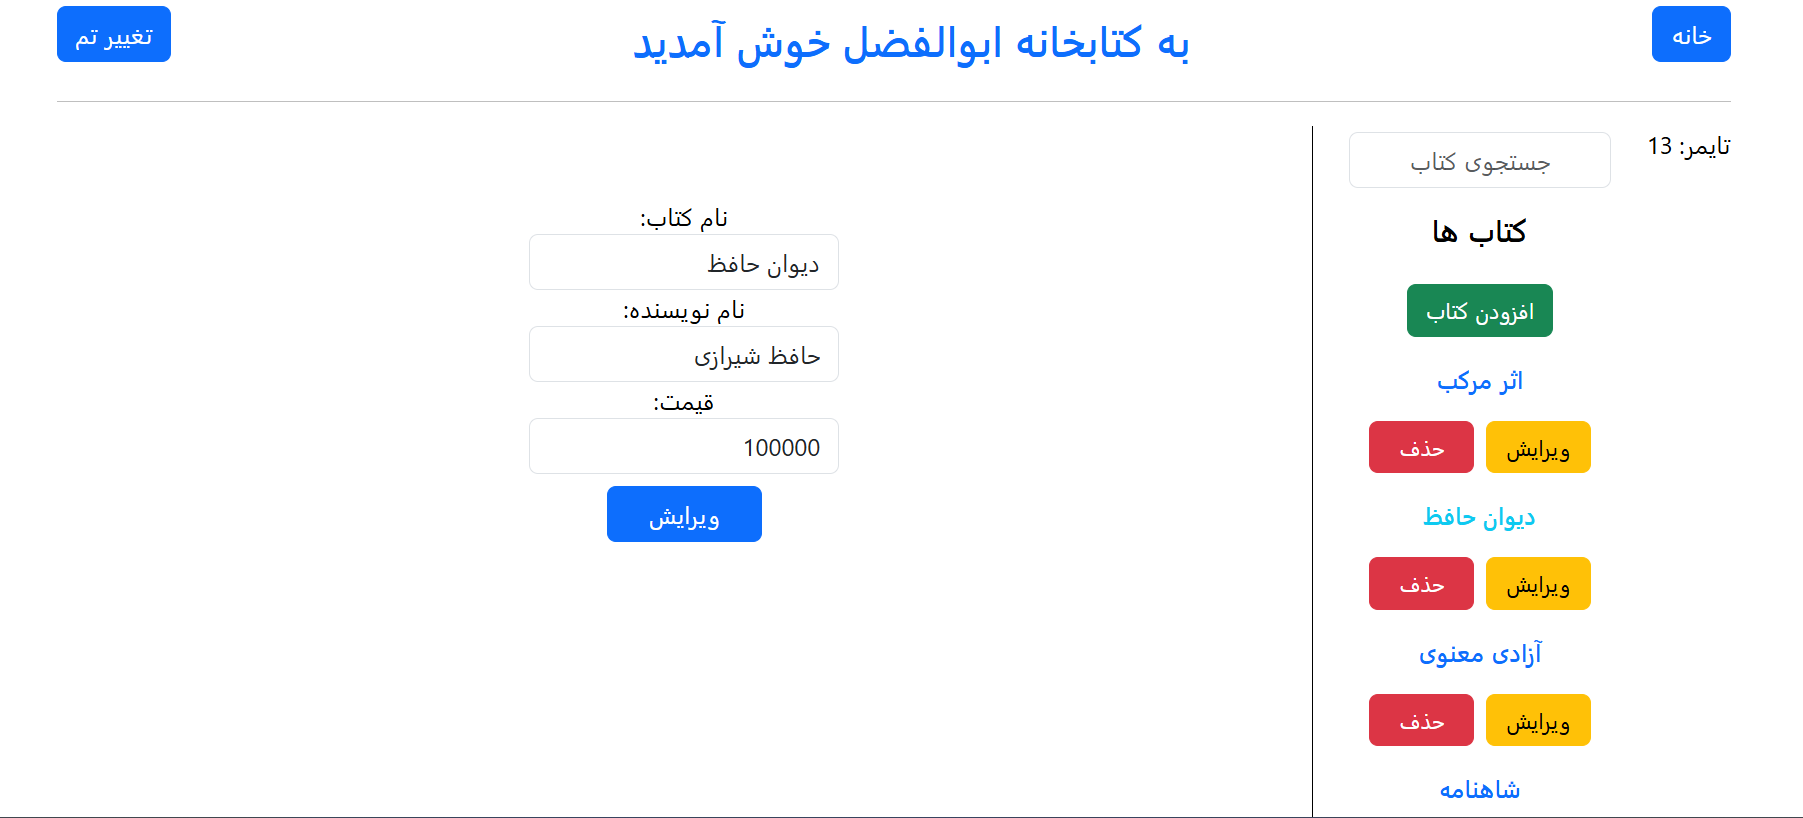 خانه
به کتابخانه ابوالفضل خوش آمدید
تغییر تم
تایمر: 13
جستجوی کتاب
کتاب ها
افزودن کتاب
اثر مرکب
ویرایش
حذف
دیوان حافظ
ویرایش
حذف
آزادی معنوی
ویرایش
حذف
شاهنامه
نام کتاب:
دیوان حافظ
نام نویسنده:
حافظ شیرازی
قیمت:
100000
ویرایش